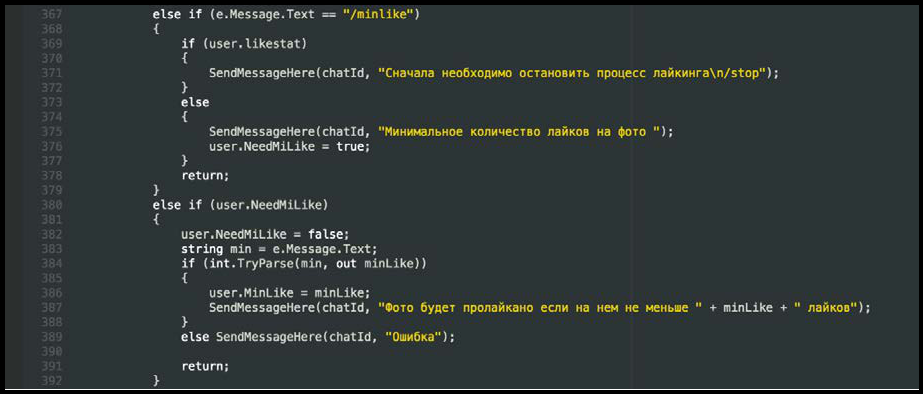 367 else if (e.Message.Text == "/minlike")
368 {
369 if (user.likestat)
370 {
371 SendMessageHere(chatId, "Сначала необходимо остановить процесс лайкинга\n/stop");
372 }
373 else
374 {
375 SendMessageHere(chatId, "Минимальное количество лайков на фото ");
376 user.NeedMiLike = true;
377 }
378 return;
379 }
380 else if (user.NeedMiLike)
381 {
382 user.NeedMiLike = false;
383 string min = e.Message.Text;
384 if (int.TryParse(min, out minLike))
385 {
386 user.MinLike = minLike;
387 SendMessageHere(chatId, "Фото будет пролайкано если на нем не меньше " + minLike + " лайков");
388 }
389 else SendMessageHere(chatId, "Ошибка");
390
391 return;
392 }